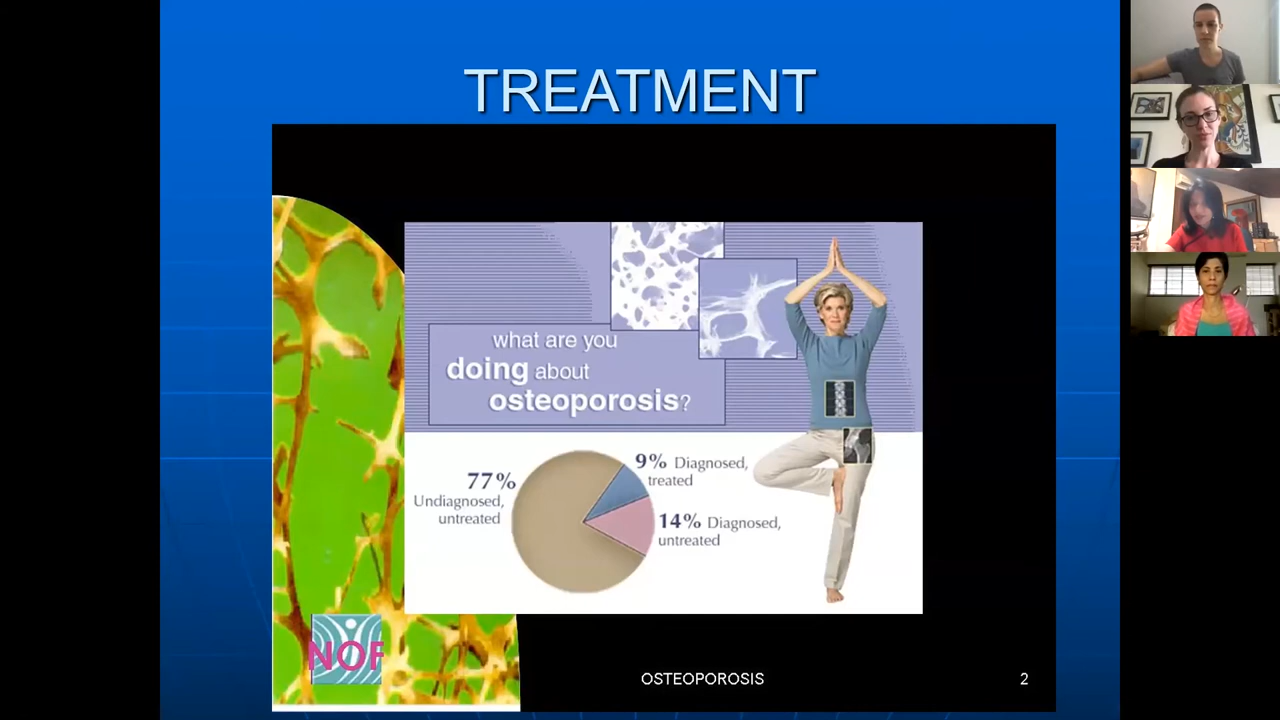 TREATMENT
what are you
doing about
osteoporosis?
77%
Undiagnosed,
untreated
9% Diagnosed,
treated
14% Diagnosed,
untreated
NOF
OSTEOPOROSIS
2